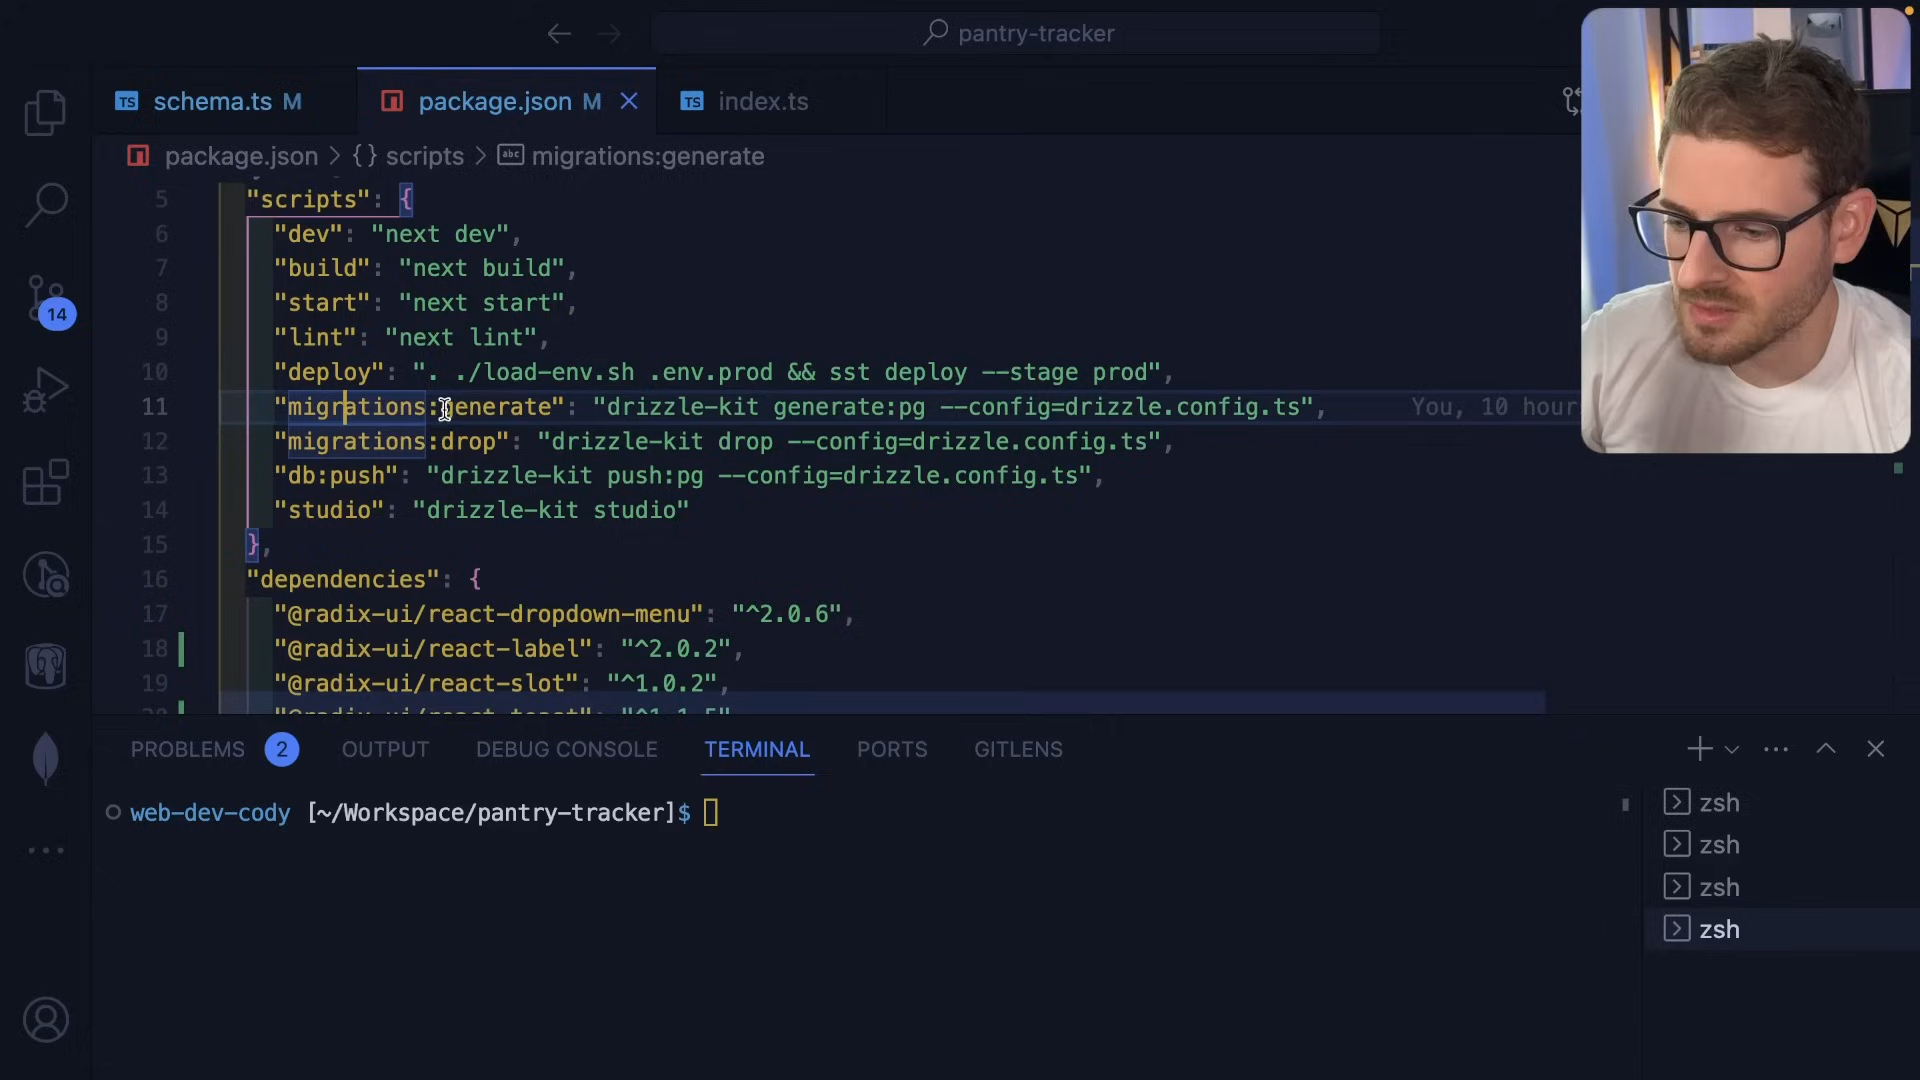 pantry-tracker
TS schema.ts M
package.json M
TS index.ts
package.json > {} scripts > abc migrations:generate
5 "scripts": {
6 "dev": "next dev",
7 "build": "next build",
8 "start": "next start",
9 "lint": "next lint",
10 "deploy": ". ./load-env.sh .env.prod && sst deploy --stage prod",
11 "migrations:generate": "drizzle-kit generate:pg --config=drizzle.config.ts", You, 10 hour
12 "migrations:drop": "drizzle-kit drop --config=drizzle.config.ts",
13 "db:push": "drizzle-kit push:pg --config=drizzle.config.ts",
14 "studio": "drizzle-kit studio"
15 },
16 "dependencies": {
17 "@radix-ui/react-dropdown-menu": "^2.0.6",
18 "@radix-ui/react-label": "^2.0.2",
19 "@radix-ui/react-slot": "^1.0.2",
14
PROBLEMS 2 OUTPUT DEBUG CONSOLE TERMINAL PORTS GITLENS
web-dev-cody [~/Workspace/pantry-tracker]$
zsh
zsh
zsh
zsh